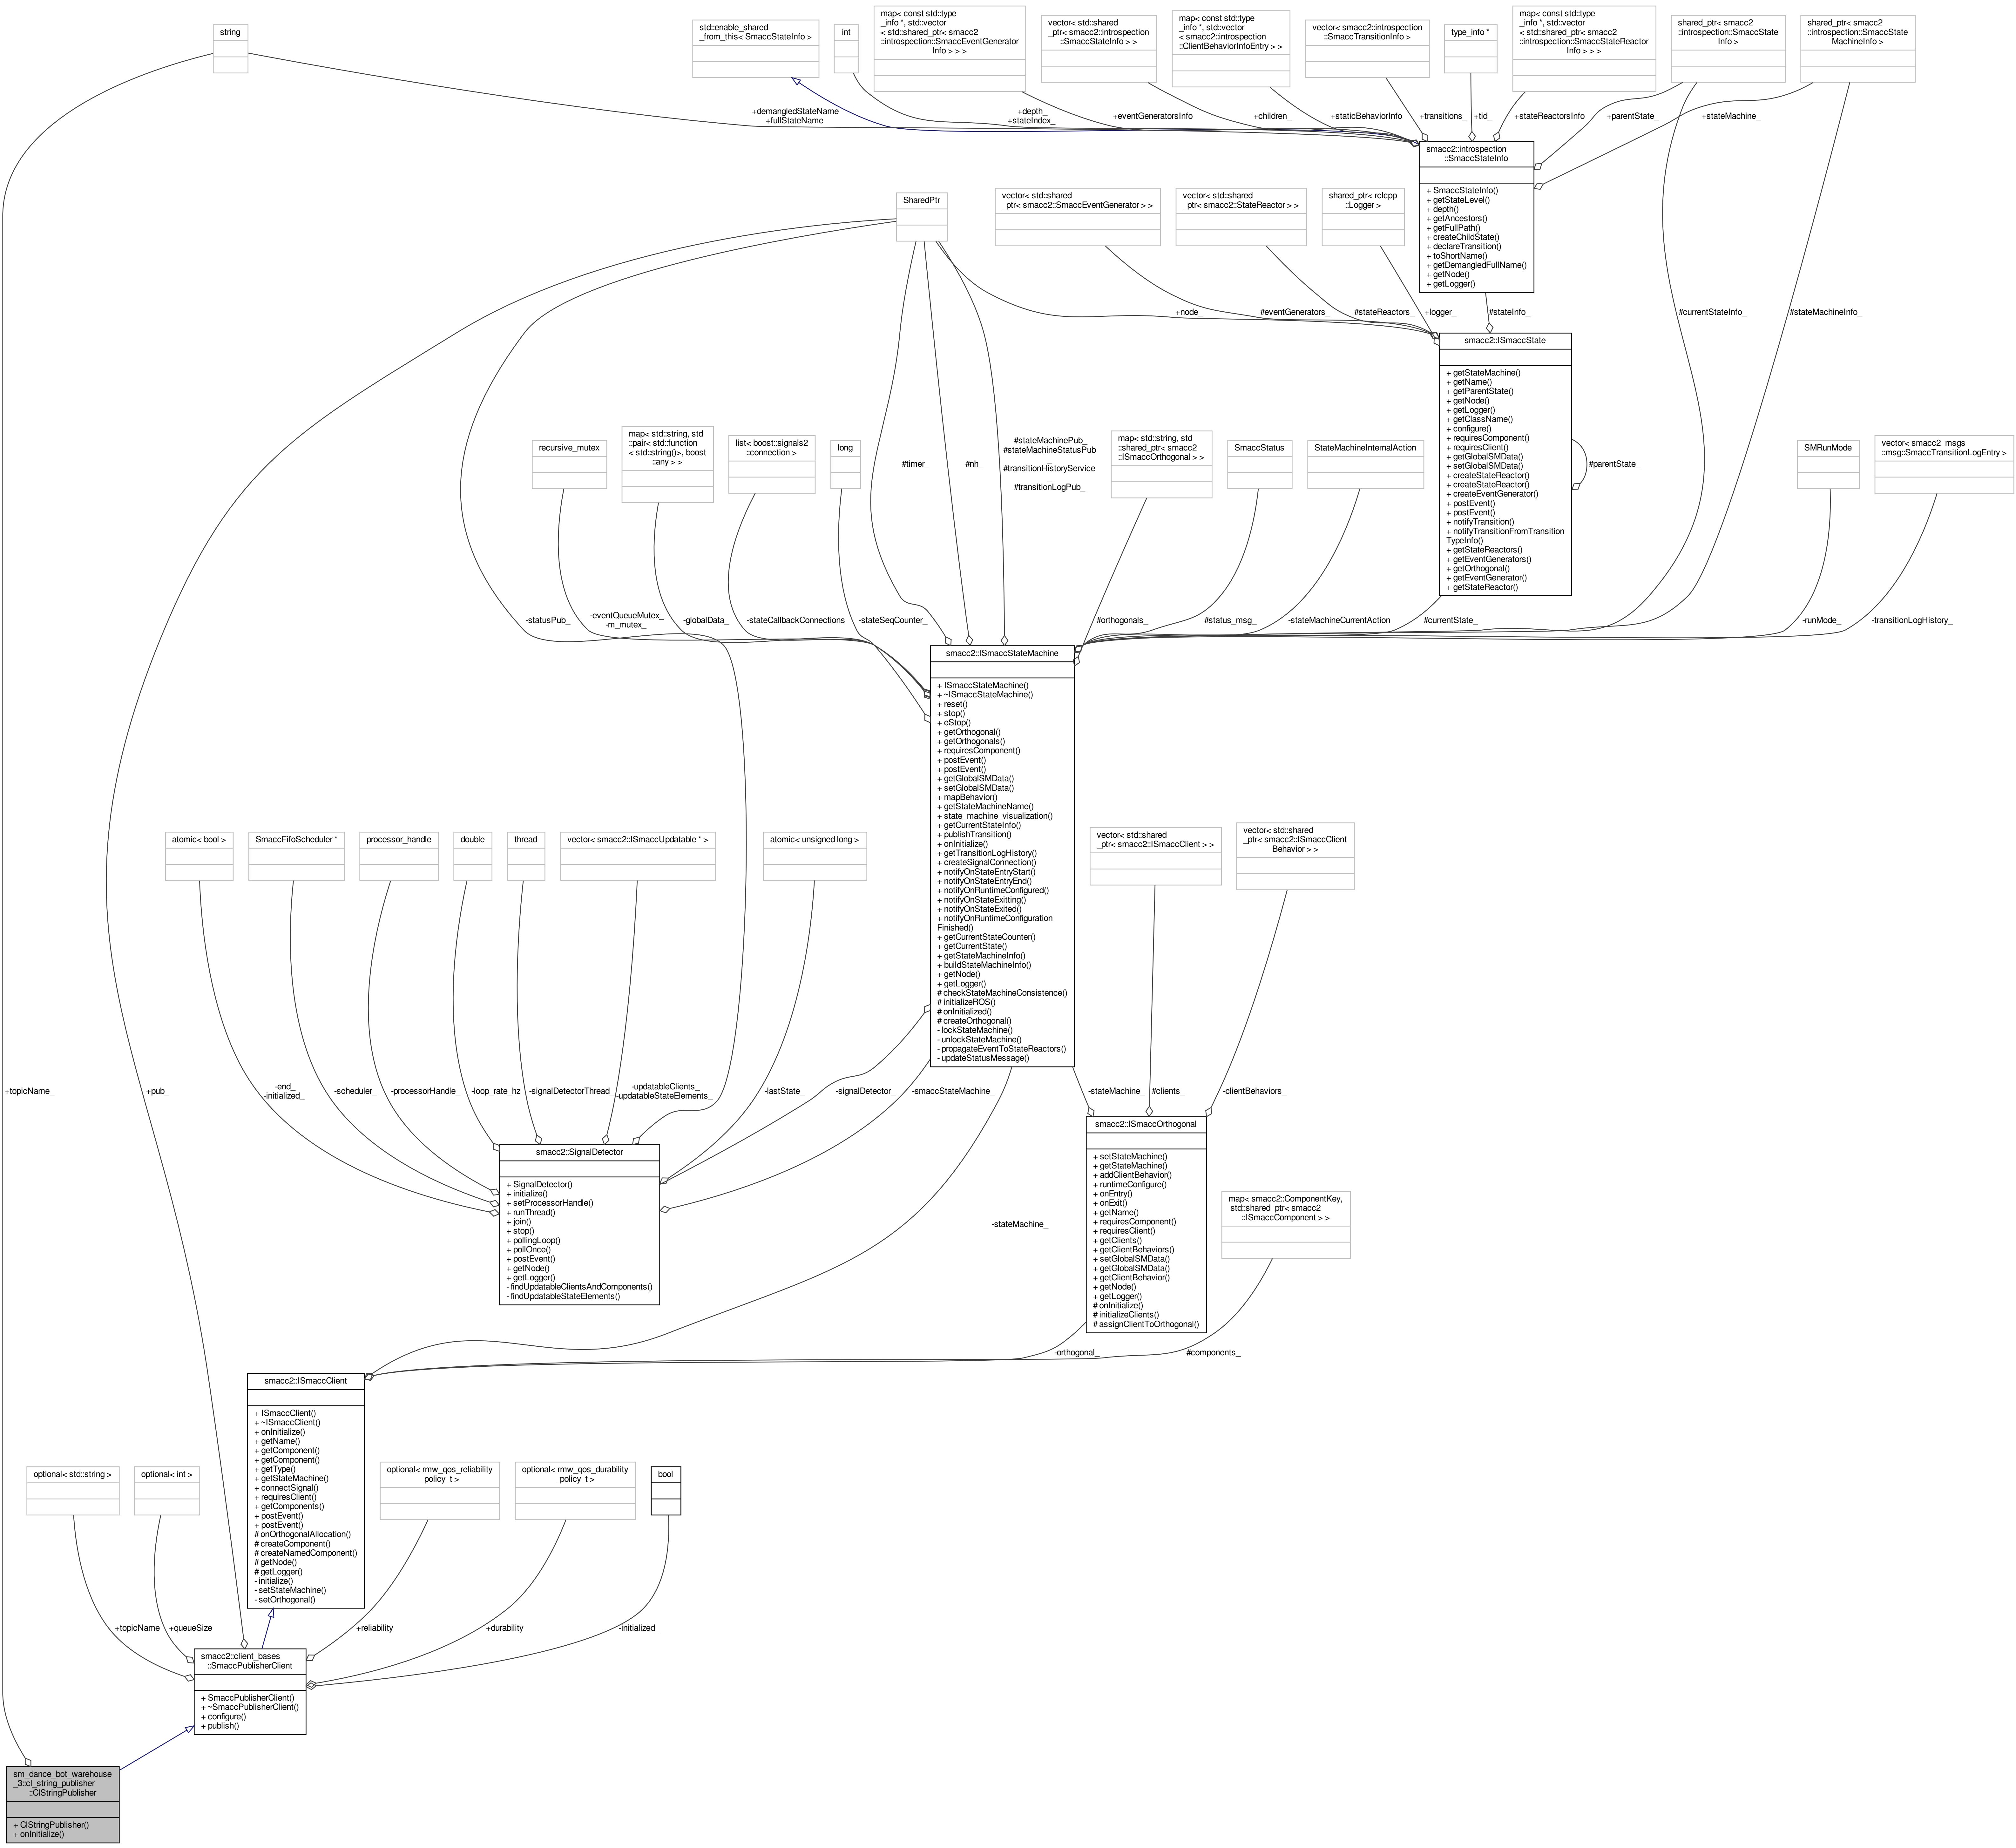 string
std::enable_shared
_from_this< SmaccStateInfo >
int
map< const std::type
_info *, std::vector
< std::shared_ptr< smacc2
::introspection::SmaccEventGenerator
Info > > >
vector< std::shared
_ptr< smacc2::introspection
::SmaccStateInfo > >
map< const std::type
_info *, std::vector
< smacc2::introspection
::ClientBehaviorInfoEntry > >
vector< smacc2::introspection
::SmaccTransitionInfo >
type_info *
map< const std::type
_info *, std::vector
< std::shared_ptr< smacc2
::introspection::SmaccStateReactor
Info > > >
shared_ptr< smacc2
::introspection::SmaccState
Info >
shared_ptr< smacc2
::introspection::SmaccState
MachineInfo >
+demangledStateName
+fullStateName
+depth_
+stateIndex_
+eventGeneratorsInfo
+children_
+staticBehaviorInfo
+transitions_
+tid_
+stateReactorsInfo
+parentState_
+stateMachine_
smacc2::introspection
::SmaccStateInfo
+ SmaccStateInfo()
+ getStateLevel()
+ depth()
+ getAncestors()
+ getFullPath()
+ createChildState()
+ declareTransition()
+ toShortName()
+ getDemangledFullName()
+ getNode()
+ getLogger()
SharedPtr
vector< std::shared
_ptr< smacc2::SmaccEventGenerator > >
vector< std::shared
_ptr< smacc2::StateReactor > >
shared_ptr< rclcpp
::Logger >
+node_
#eventGenerators_
#stateReactors_
+logger_
#stateInfo_
#currentStateInfo_
#stateMachineInfo_
smacc2::ISmaccState
+ getStateMachine()
+ getName()
+ getParentState()
+ getNode()
+ getLogger()
+ getClassName()
+ configure()
+ requiresComponent()
+ requiresClient()
+ getGlobalSMData()
+ setGlobalSMData()
+ createStateReactor()
+ createStateReactor()
+ createEventGenerator()
+ postEvent()
+ postEvent()
+ notifyTransition()
+ notifyTransitionFromTransition
TypeInfo()
+ getStateReactors()
+ getEventGenerators()
+ getOrthogonal()
+ getEventGenerator()
+ getStateReactor()
#parentState_
recursive_mutex
map< std::string, std
::pair< std::function
< std::string()>, boost
::any > >
list< boost::signals2
::connection >
long
#timer_
#nh_
#stateMachinePub_
#stateMachineStatusPub
_
#transitionHistoryService
_
#transitionLogPub_
map< std::string, std
::shared_ptr< smacc2
::ISmaccOrthogonal > >
SmaccStatus
StateMachineInternalAction
SMRunMode
vector< smacc2_msgs
::msg::SmaccTransitionLogEntry >
-statusPub_
-eventQueueMutex_
-m_mutex_
-globalData_
-stateCallbackConnections
-stateSeqCounter_
#orthogonals_
#status_msg_
-stateMachineCurrentAction
#currentState_
-runMode_
-transitionLogHistory_
smacc2::ISmaccStateMachine
+ ISmaccStateMachine()
+ ~ISmaccStateMachine()
+ reset()
+ stop()
+ eStop()
+ getOrthogonal()
+ getOrthogonals()
+ requiresComponent()
+ postEvent()
+ postEvent()
+ getGlobalSMData()
+ setGlobalSMData()
+ mapBehavior()
+ getStateMachineName()
+ state_machine_visualization()
+ getCurrentStateInfo()
+ publishTransition()
+ onInitialize()
+ getTransitionLogHistory()
+ createSignalConnection()
+ notifyOnStateEntryStart()
+ notifyOnStateEntryEnd()
+ notifyOnRuntimeConfigured()
+ notifyOnStateExitting()
+ notifyOnStateExited()
+ notifyOnRuntimeConfiguration
Finished()
+ getCurrentStateCounter()
+ getCurrentState()
+ getStateMachineInfo()
+ buildStateMachineInfo()
+ getNode()
+ getLogger()
# checkStateMachineConsistence()
# initializeROS()
# onInitialized()
# createOrthogonal()
- lockStateMachine()
- unlockStateMachine()
- propagateEventToStateReactors()
- updateStatusMessage()
atomic< bool >
SmaccFifoScheduler *
processor_handle
double
thread
vector< smacc2::ISmaccUpdatable * >
atomic< unsigned long >
vector< std::shared
_ptr< smacc2::ISmaccClient > >
vector< std::shared
_ptr< smacc2::ISmaccClient
Behavior > >
+topicName_
+pub_
-end_
-initialized_
-scheduler_
-processorHandle_
-loop_rate_hz
-signalDetectorThread_
-updatableClients_
-updatableStateElements_
-lastState_
-signalDetector_
-smaccStateMachine_
-stateMachine_
#clients_
-clientBehaviors_
smacc2::SignalDetector
+ SignalDetector()
+ initialize()
+ setProcessorHandle()
+ runThread()
+ join()
+ stop()
+ pollingLoop()
+ pollOnce()
+ postEvent()
+ getNode()
+ getLogger()
- findUpdatableClientsAndComponents()
- findUpdatableStateElements()
smacc2::ISmaccOrthogonal
+ setStateMachine()
+ getStateMachine()
+ addClientBehavior()
+ runtimeConfigure()
+ onEntry()
+ onExit()
+ getName()
+ requiresComponent()
+ requiresClient()
+ getClients()
+ getClientBehaviors()
+ setGlobalSMData()
+ getGlobalSMData()
+ getClientBehavior()
+ getNode()
+ getLogger()
# onInitialize()
# initializeClients()
# assignClientToOrthogonal()
map< smacc2::ComponentKey,
std::shared_ptr< smacc2
::ISmaccComponent > >
-stateMachine_
-orthogonal_
#components_
smacc2::ISmaccClient
+ ISmaccClient()
+ ~ISmaccClient()
+ onInitialize()
+ getName()
+ getComponent()
+ getComponent()
+ getType()
+ getStateMachine()
+ connectSignal()
+ requiresClient()
+ getComponents()
+ postEvent()
+ postEvent()
# onOrthogonalAllocation()
# createComponent()
# createNamedComponent()
# getNode()
# getLogger()
- initialize()
- setStateMachine()
- setOrthogonal()
optional< std::string >
optional< int >
optional< rmw_qos_reliability
_policy_t >
optional< rmw_qos_durability
_policy_t >
bool
+topicName
+queueSize
+reliability
+durability
-initialized_
smacc2::client_bases
::SmaccPublisherClient
+ SmaccPublisherClient()
+ ~SmaccPublisherClient()
+ configure()
+ publish()
sm_dance_bot_warehouse
_3::cl_string_publisher
::ClStringPublisher
+ ClStringPublisher()
+ onInitialize()